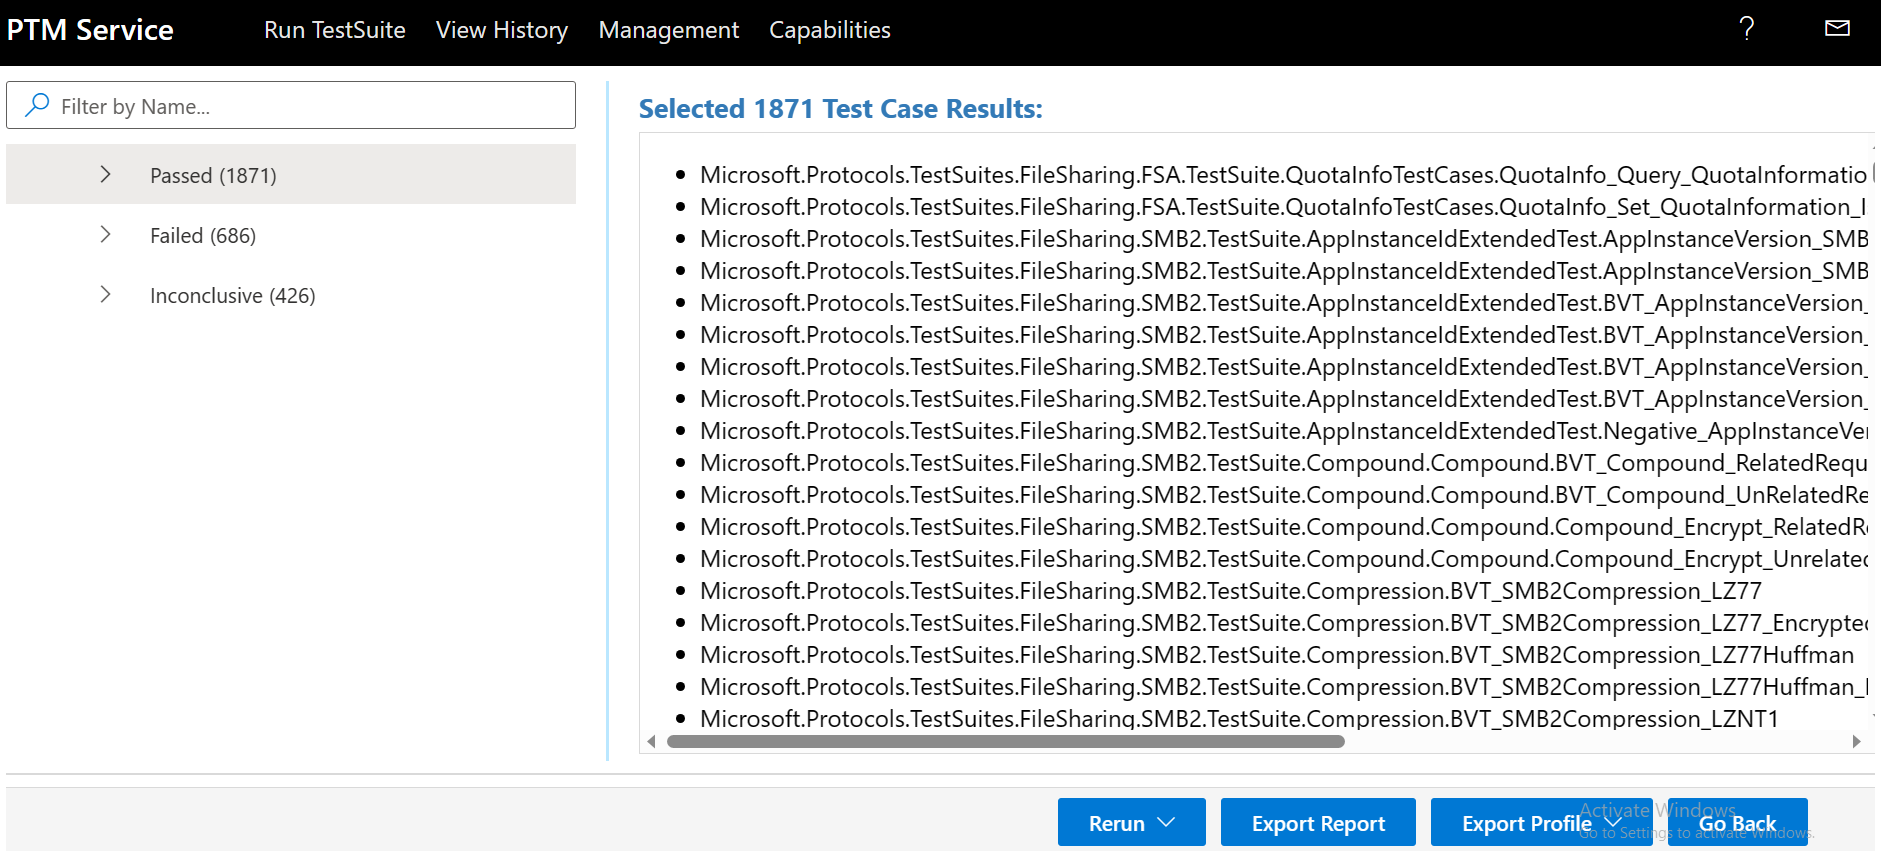 PTM Service Run TestSuite View History Management Capabilities ?
Filter by Name...
Passed (1871)
Failed (686)
Inconclusive (426)
Selected 1871 Test Case Results:
Microsoft.Protocols.TestSuites.FileSharing.FSA.TestSuite.QuotaInfoTestCases.QuotaInfo_Query_QuotaInformatio
Microsoft.Protocols.TestSuites.FileSharing.FSA.TestSuite.QuotaInfoTestCases.QuotaInfo_Set_QuotaInformation_I
Microsoft.Protocols.TestSuites.FileSharing.SMB2.TestSuite.AppInstanceIdExtendedTest.AppInstanceVersion_SMB
Microsoft.Protocols.TestSuites.FileSharing.SMB2.TestSuite.AppInstanceIdExtendedTest.AppInstanceVersion_SMB
Microsoft.Protocols.TestSuites.FileSharing.SMB2.TestSuite.AppInstanceIdExtendedTest.BVT_AppInstanceVersion_
Microsoft.Protocols.TestSuites.FileSharing.SMB2.TestSuite.AppInstanceIdExtendedTest.BVT_AppInstanceVersion_
Microsoft.Protocols.TestSuites.FileSharing.SMB2.TestSuite.AppInstanceIdExtendedTest.BVT_AppInstanceVersion_
Microsoft.Protocols.TestSuites.FileSharing.SMB2.TestSuite.AppInstanceIdExtendedTest.BVT_AppInstanceVersion_
Microsoft.Protocols.TestSuites.FileSharing.SMB2.TestSuite.AppInstanceIdExtendedTest.Negative_AppInstanceVer
Microsoft.Protocols.TestSuites.FileSharing.SMB2.TestSuite.Compound.Compound.BVT_Compound_RelatedRequ
Microsoft.Protocols.TestSuites.FileSharing.SMB2.TestSuite.Compound.Compound.BVT_Compound_UnRelatedRe
Microsoft.Protocols.TestSuites.FileSharing.SMB2.TestSuite.Compound.Compound.Compound_Encrypt_RelatedRe
Microsoft.Protocols.TestSuites.FileSharing.SMB2.TestSuite.Compound.Compound.Compound_Encrypt_Unrelated
Microsoft.Protocols.TestSuites.FileSharing.SMB2.TestSuite.Compression.BVT_SMB2Compression_LZ77
Microsoft.Protocols.TestSuites.FileSharing.SMB2.TestSuite.Compression.BVT_SMB2Compression_LZ77_Encrypted
Microsoft.Protocols.TestSuites.FileSharing.SMB2.TestSuite.Compression.BVT_SMB2Compression_LZ77Huffman
Microsoft.Protocols.TestSuites.FileSharing.SMB2.TestSuite.Compression.BVT_SMB2Compression_LZ77Huffman_
Microsoft.Protocols.TestSuites.FileSharing.SMB2.TestSuite.Compression.BVT_SMB2Compression_LZNT1
Rerun Export Report Export Profile Go Back
Activate Windows
Go to Settings to activate Windows.